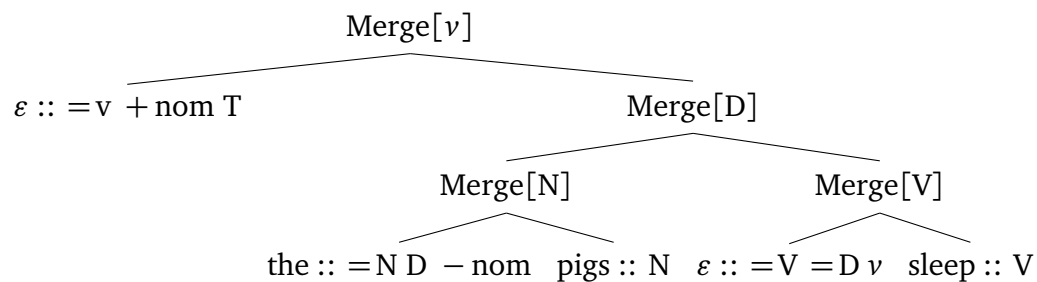 Merge[v]
ε :: =v +nom T Merge[D]
Merge[N] Merge[V]
the :: =N D −nom pigs :: N ε :: =V =D v sleep :: V